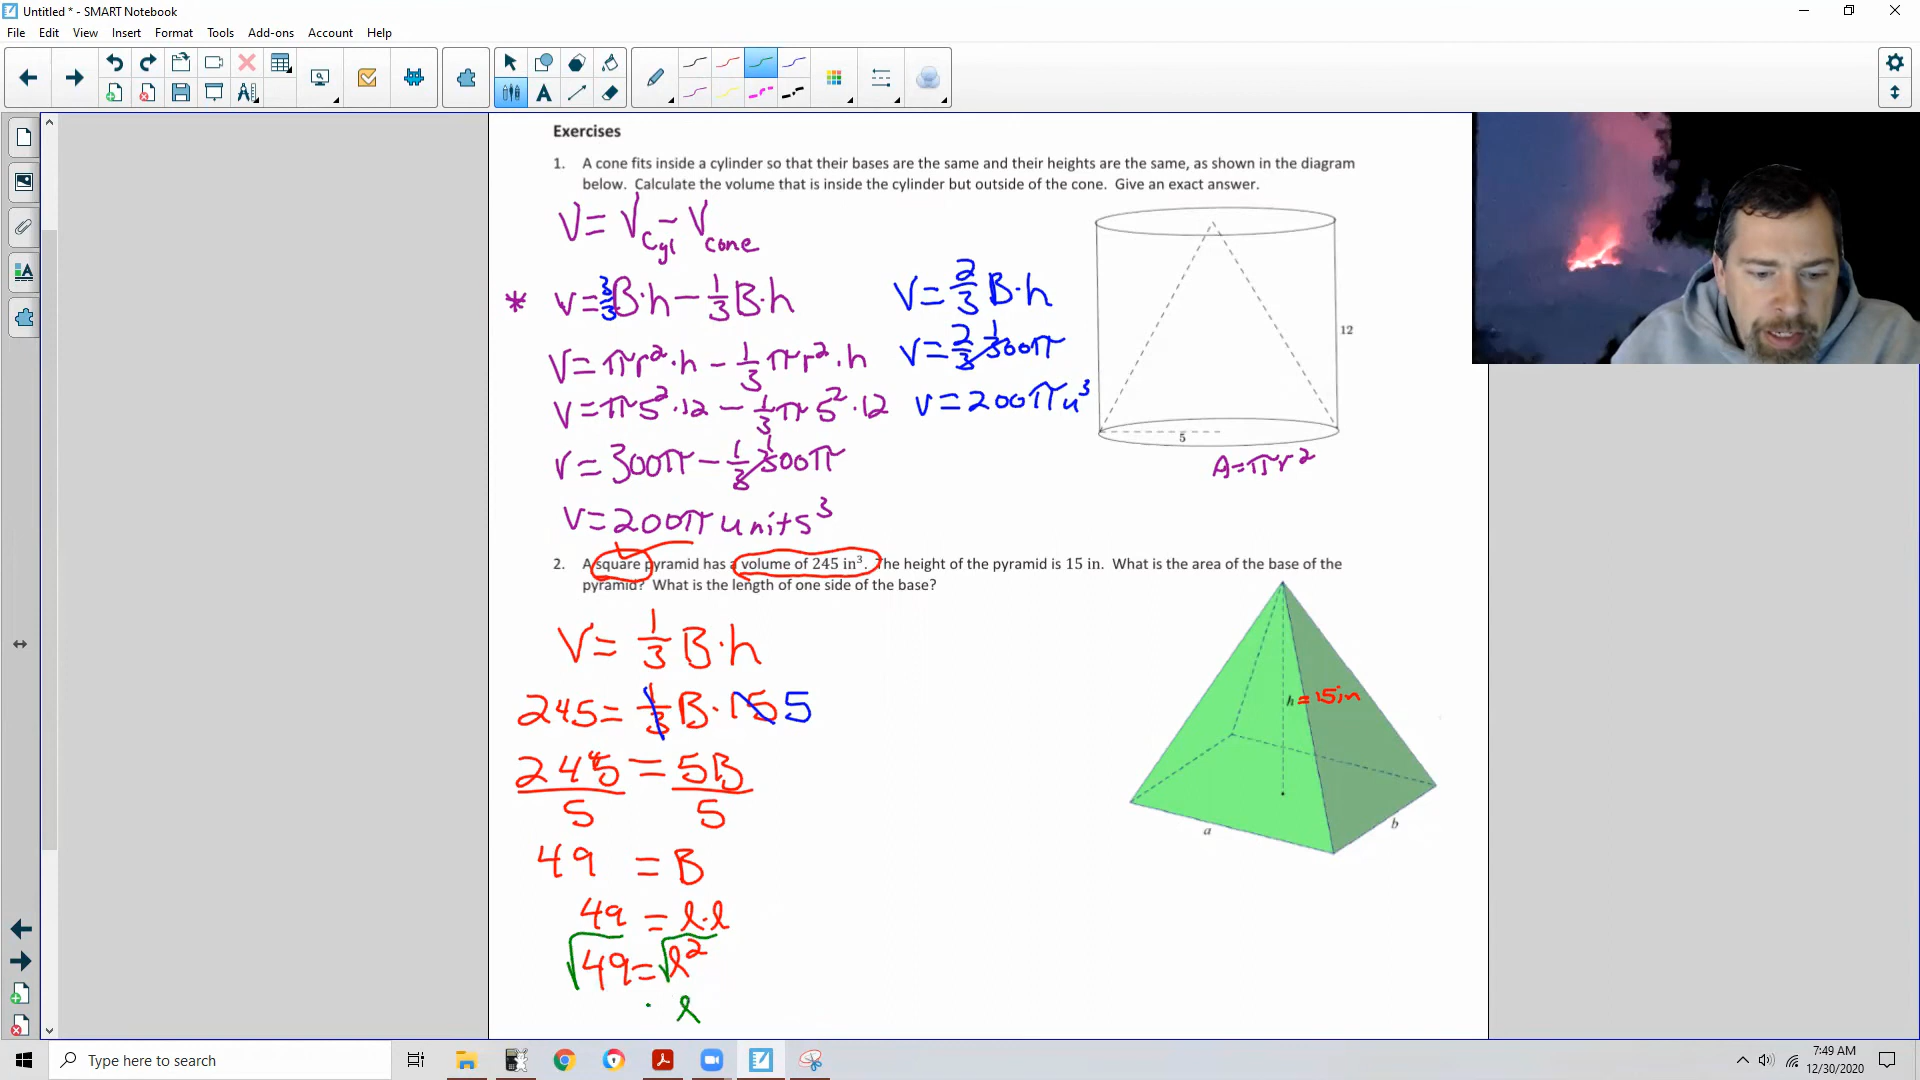 Untitled * - SMART Notebook
File Edit View Insert Format Tools Add-ons Account Help
Exercises
1. A cone fits inside a cylinder so that their bases are the same and their heights are the same, as shown in the diagram
below. Calculate the volume that is inside the cylinder but outside of the cone. Give an exact answer.
V = V_cyl − V_cone
* V = 3/3 B·h − 1/3 B·h
V = πr²·h − 1/3 πr²·h
V = π5²·12 − 1/3 π5²·12
V = 300π − 1/3 300π 1
V = 200π units³
V = 2/3 B·h
V = 2/3 300π 1
V = 200π u³
12
5
A = πr²
2. A square pyramid has a volume of 245 in³. The height of the pyramid is 15 in. What is the area of the base of the
pyramid? What is the length of one side of the base?
V = 1/3 B·h
245 = 1/3 B·15 5
245 = 5B
5 5
49 = B
49 = l·l
√49 = √l²
l
h = 15in
a
b
Type here to search
7:49 AM
12/30/2020